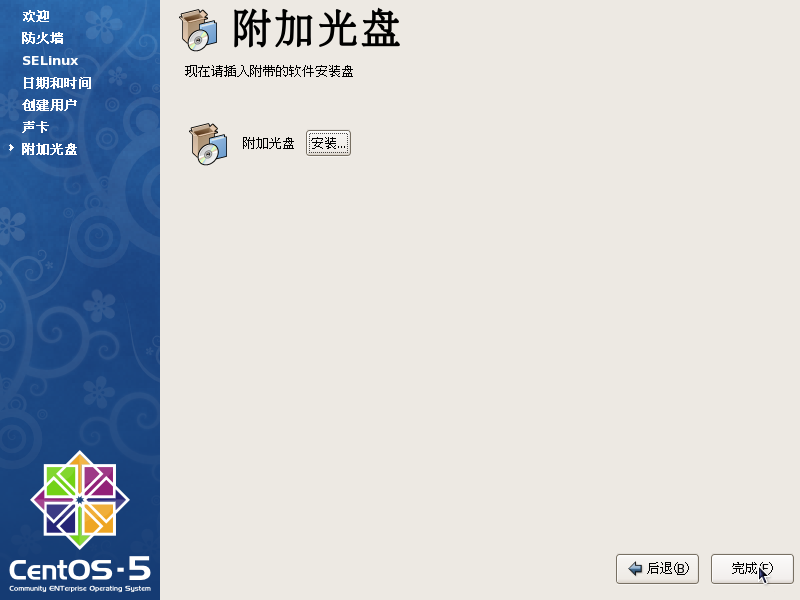 欢迎
防火墙
SELinux
日期和时间
创建用户
声卡
附加光盘
附加光盘
现在请插入附带的软件安装盘
附加光盘 安装...
后退(B) 完成(F)
CentOS-5
Community ENTerprise Operating System